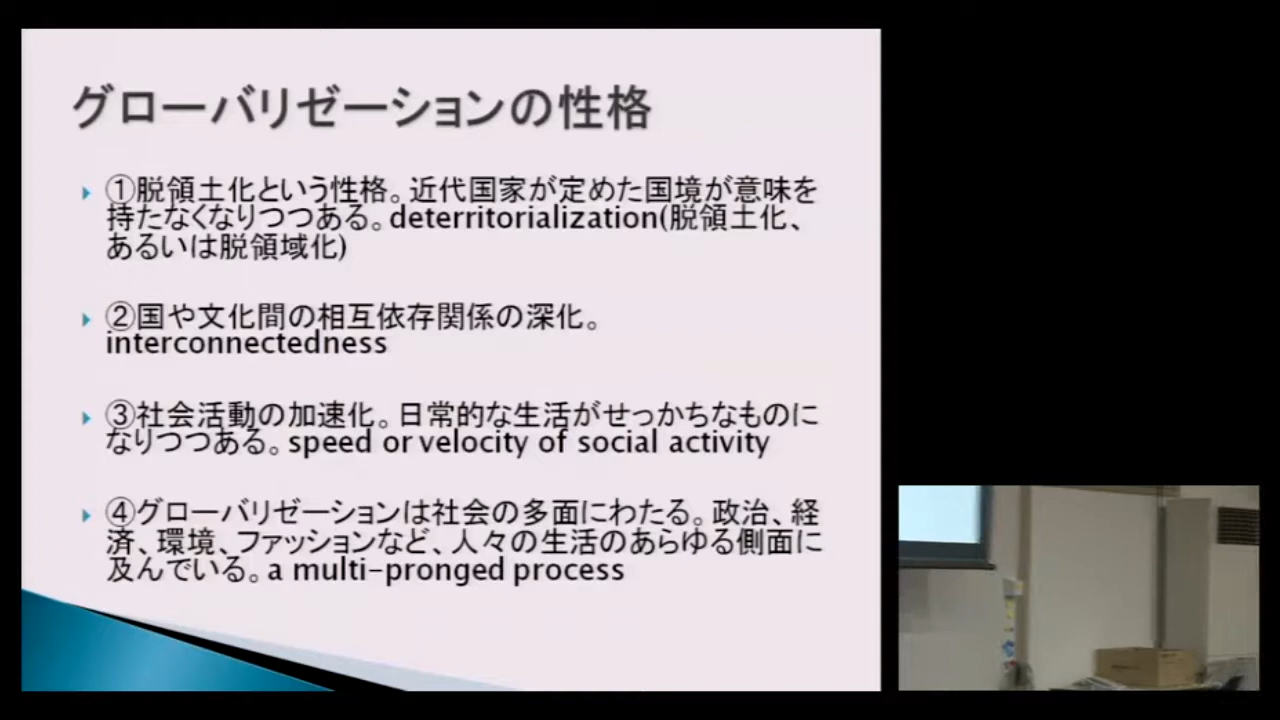 グローバリゼーションの性格
①脱領土化という性格。近代国家が定めた国境が意味を
持たなくなりつつある。deterritorialization(脱領土化、
あるいは脱領域化)
②国や文化間の相互依存関係の深化。
interconnectedness
③社会活動の加速化。日常的な生活がせっかちなものに
なりつつある。speed or velocity of social activity
④グローバリゼーションは社会の多面にわたる。政治、経
済、環境、ファッションなど、人々の生活のあらゆる側面に
及んでいる。a multi-pronged process